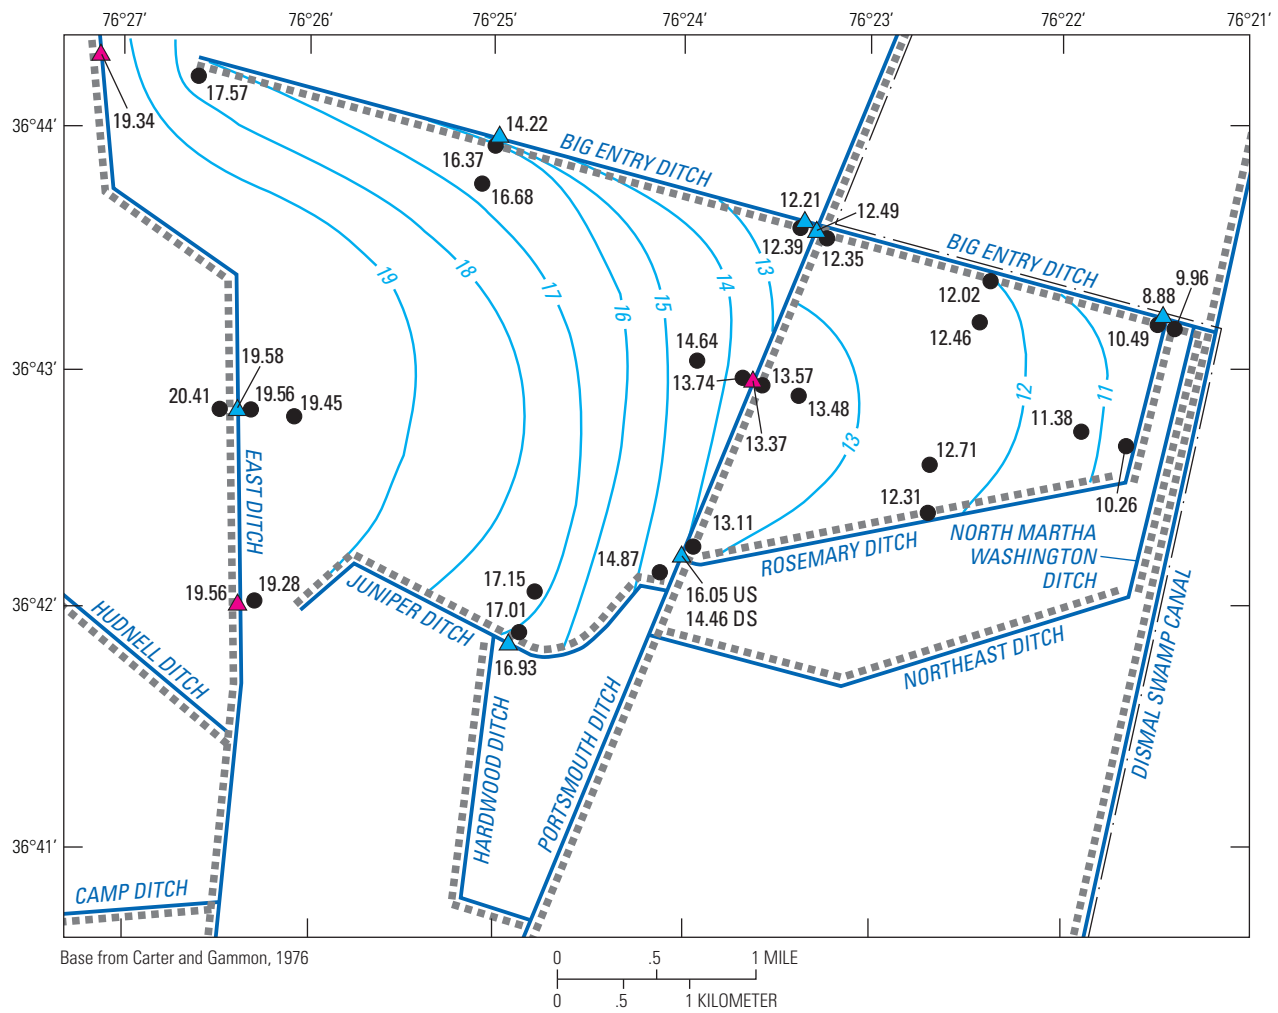 76°27′ 76°26′ 76°25′ 76°24′ 76°23′ 76°22′ 76°21′
17.57
19.34
36°44′
14.22
BIG ENTRY DITCH
16.37
16.68
12.21
12.49
12.39
12.35
BIG ENTRY DITCH
19
18
17
16
15
14
13
12.02
8.88
9.96
12.46
10.49
36°43′
19.58
14.64
13.74
13.57
13.48
20.41
19.56
19.45
13.37
13
12
11
11.38
12.71
12.31
10.26
EAST DITCH
13.11
14.87
ROSEMARY DITCH
NORTH MARTHA
WASHINGTON
DITCH
36°42′
19.56
19.28
JUNIPER DITCH
17.15
17.01
16.05 US
14.46 DS
16.93
HUDNELL DITCH
NORTHEAST DITCH
DISMAL SWAMP CANAL
HARDWOOD DITCH
PORTSMOUTH DITCH
36°41′
CAMP DITCH
Base from Carter and Gammon, 1976
0 .5 1 MILE
0 .5 1 KILOMETER